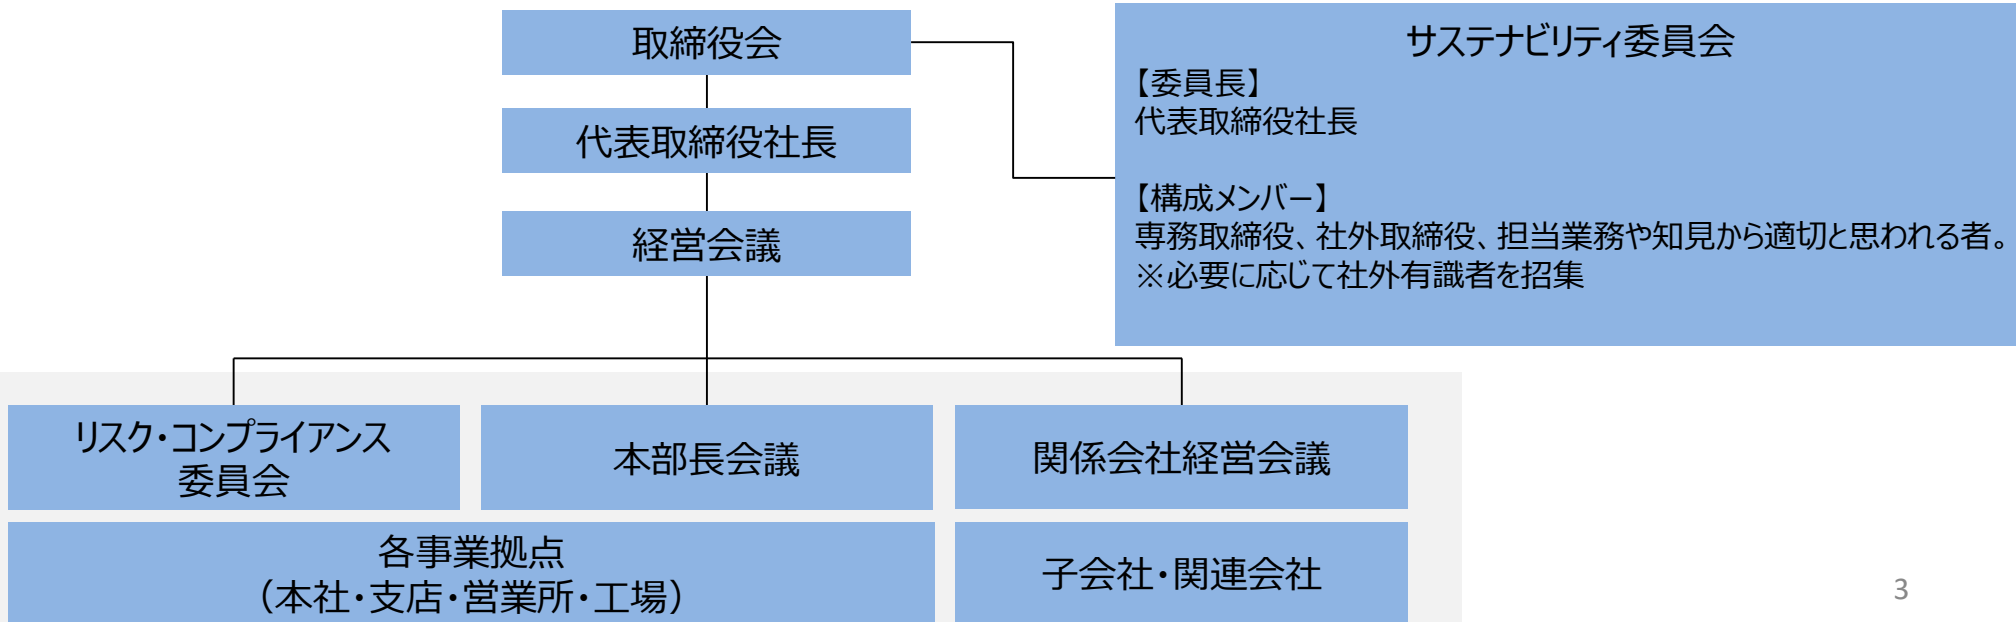 取締役会
代表取締役社長
経営会議
サステナビリティ委員会
【委員長】
代表取締役社長
【構成メンバー】
専務取締役、社外取締役、担当業務や知見から適切と思われる者。
※必要に応じて社外有識者を招集
リスク・コンプライアンス
委員会
本部長会議
関係会社経営会議
各事業拠点
（本社・支店・営業所・工場）
子会社・関連会社
3